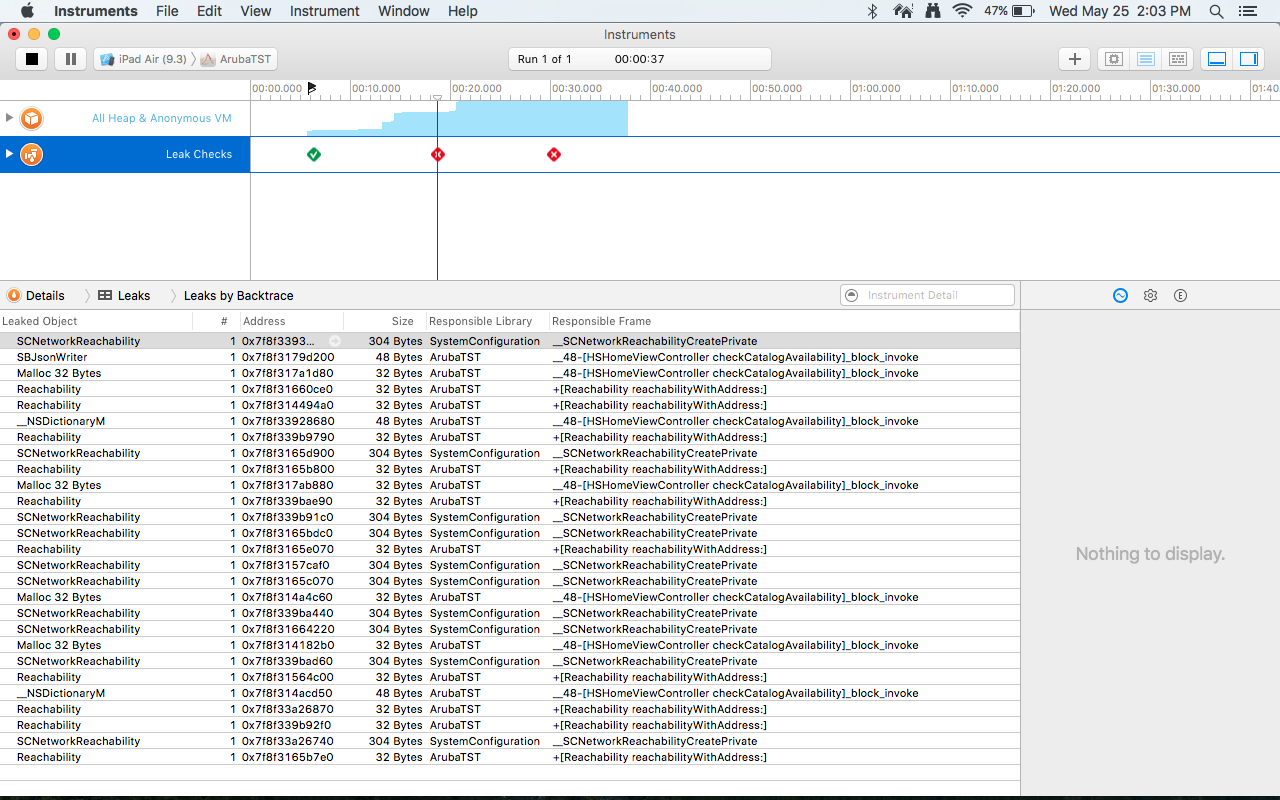 Instruments File Edit View Instrument Window Help 47% Wed May 25 2:03 PM
Instruments
iPad Air (9.3) ArubaTST Run 1 of 1 00:00:37
00:00.000 00:10.000 00:20.000 00:30.000 00:40.000 00:50.000 01:00.000 01:10.000 01:20.000 01:30.000 01:40.
All Heap & Anonymous VM
Leak Checks
Details Leaks Leaks by Backtrace Instrument Detail E
Leaked Object # Address Size Responsible Library Responsible Frame
SCNetworkReachability 1 0x7f8f3393... 304 Bytes SystemConfiguration __SCNetworkReachabilityCreatePrivate
SBJsonWriter 1 0x7f8f3179d200 48 Bytes ArubaTST __48-[HSHomeViewController checkCatalogAvailability]_block_invoke
Malloc 32 Bytes 1 0x7f8f317a1d80 32 Bytes ArubaTST __48-[HSHomeViewController checkCatalogAvailability]_block_invoke
Reachability 1 0x7f8f31660ce0 32 Bytes ArubaTST +[Reachability reachabilityWithAddress:]
Reachability 1 0x7f8f314494a0 32 Bytes ArubaTST +[Reachability reachabilityWithAddress:]
__NSDictionaryM 1 0x7f8f33928680 48 Bytes ArubaTST __48-[HSHomeViewController checkCatalogAvailability]_block_invoke
Reachability 1 0x7f8f339b9790 32 Bytes ArubaTST +[Reachability reachabilityWithAddress:]
SCNetworkReachability 1 0x7f8f3165d900 304 Bytes SystemConfiguration __SCNetworkReachabilityCreatePrivate
Reachability 1 0x7f8f3165b800 32 Bytes ArubaTST +[Reachability reachabilityWithAddress:]
Malloc 32 Bytes 1 0x7f8f317ab880 32 Bytes ArubaTST __48-[HSHomeViewController checkCatalogAvailability]_block_invoke
Reachability 1 0x7f8f339bae90 32 Bytes ArubaTST +[Reachability reachabilityWithAddress:]
SCNetworkReachability 1 0x7f8f339b91c0 304 Bytes SystemConfiguration __SCNetworkReachabilityCreatePrivate
SCNetworkReachability 1 0x7f8f3165bdc0 304 Bytes SystemConfiguration __SCNetworkReachabilityCreatePrivate
Reachability 1 0x7f8f3165e070 32 Bytes ArubaTST +[Reachability reachabilityWithAddress:]
SCNetworkReachability 1 0x7f8f3157caf0 304 Bytes SystemConfiguration __SCNetworkReachabilityCreatePrivate
SCNetworkReachability 1 0x7f8f3165c070 304 Bytes SystemConfiguration __SCNetworkReachabilityCreatePrivate
Malloc 32 Bytes 1 0x7f8f314a4c60 32 Bytes ArubaTST __48-[HSHomeViewController checkCatalogAvailability]_block_invoke
SCNetworkReachability 1 0x7f8f339ba440 304 Bytes SystemConfiguration __SCNetworkReachabilityCreatePrivate
SCNetworkReachability 1 0x7f8f31664220 304 Bytes SystemConfiguration __SCNetworkReachabilityCreatePrivate
Malloc 32 Bytes 1 0x7f8f314182b0 32 Bytes ArubaTST __48-[HSHomeViewController checkCatalogAvailability]_block_invoke
SCNetworkReachability 1 0x7f8f339bad60 304 Bytes SystemConfiguration __SCNetworkReachabilityCreatePrivate
Reachability 1 0x7f8f31564c00 32 Bytes ArubaTST +[Reachability reachabilityWithAddress:]
__NSDictionaryM 1 0x7f8f314acd50 48 Bytes ArubaTST __48-[HSHomeViewController checkCatalogAvailability]_block_invoke
Reachability 1 0x7f8f33a26870 32 Bytes ArubaTST +[Reachability reachabilityWithAddress:]
Reachability 1 0x7f8f339b92f0 32 Bytes ArubaTST +[Reachability reachabilityWithAddress:]
SCNetworkReachability 1 0x7f8f33a26740 304 Bytes SystemConfiguration __SCNetworkReachabilityCreatePrivate
Reachability 1 0x7f8f3165b7e0 32 Bytes ArubaTST +[Reachability reachabilityWithAddress:]
Nothing to display.